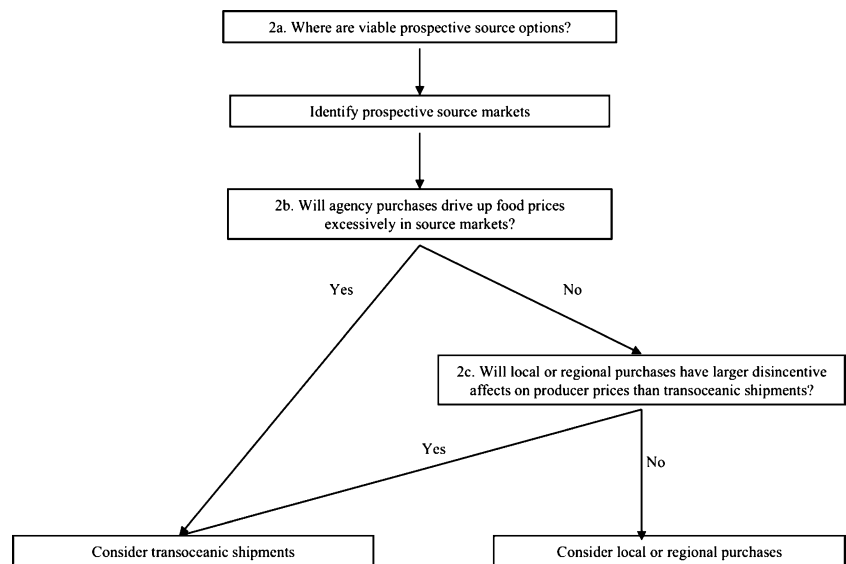 2a. Where are viable prospective source options?
Identify prospective source markets
2b. Will agency purchases drive up food prices
excessively in source markets?
Yes
No
2c. Will local or regional purchases have larger disincentive
affects on producer prices than transoceanic shipments?
Yes
No
Consider transoceanic shipments
Consider local or regional purchases